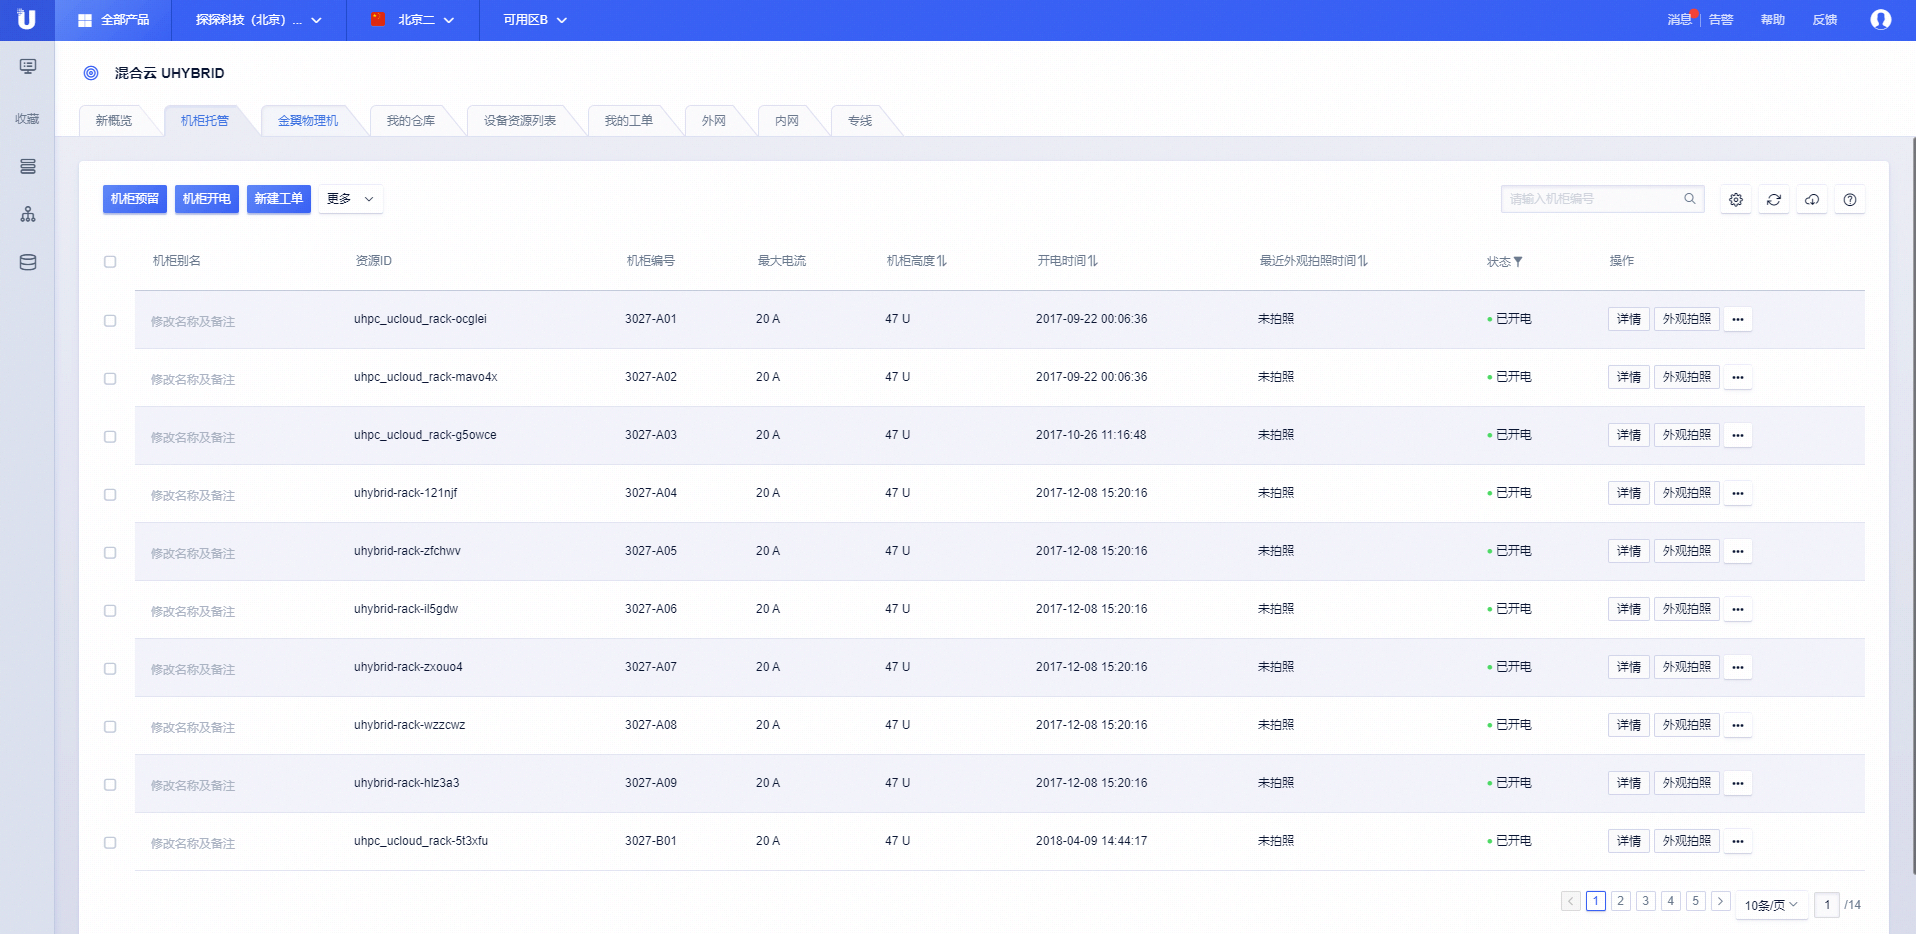 U 全部产品 探探科技（北京）... 北京二 可用区B 消息 告警 帮助 反馈
收藏
混合云 UHYBRID
新概览 机柜托管 金翼物理机 我的仓库 设备资源列表 我的工单 外网 内网 专线
机柜预留 机柜开电 新建工单 更多 请输入机柜编号
机柜别名 资源ID 机柜编号 最大电流 机柜高度 开电时间 最近外观拍照时间 状态 操作
修改名称及备注 uhpc_ucloud_rack-ocglei 3027-A01 20 A 47 U 2017-09-22 00:06:36 未拍照 已开电 详情 外观拍照 •••
修改名称及备注 uhpc_ucloud_rack-mavo4x 3027-A02 20 A 47 U 2017-09-22 00:06:36 未拍照 已开电 详情 外观拍照 •••
修改名称及备注 uhpc_ucloud_rack-g5owce 3027-A03 20 A 47 U 2017-10-26 11:16:48 未拍照 已开电 详情 外观拍照 •••
修改名称及备注 uhybrid-rack-121njf 3027-A04 20 A 47 U 2017-12-08 15:20:16 未拍照 已开电 详情 外观拍照 •••
修改名称及备注 uhybrid-rack-zfchwv 3027-A05 20 A 47 U 2017-12-08 15:20:16 未拍照 已开电 详情 外观拍照 •••
修改名称及备注 uhybrid-rack-il5gdw 3027-A06 20 A 47 U 2017-12-08 15:20:16 未拍照 已开电 详情 外观拍照 •••
修改名称及备注 uhybrid-rack-zxouo4 3027-A07 20 A 47 U 2017-12-08 15:20:16 未拍照 已开电 详情 外观拍照 •••
修改名称及备注 uhybrid-rack-wzzcwz 3027-A08 20 A 47 U 2017-12-08 15:20:16 未拍照 已开电 详情 外观拍照 •••
修改名称及备注 uhybrid-rack-hlz3a3 3027-A09 20 A 47 U 2017-12-08 15:20:16 未拍照 已开电 详情 外观拍照 •••
修改名称及备注 uhpc_ucloud_rack-5t3xfu 3027-B01 20 A 47 U 2018-04-09 14:44:17 未拍照 已开电 详情 外观拍照 •••
< 1 2 3 4 5 > 10条/页 1 /14